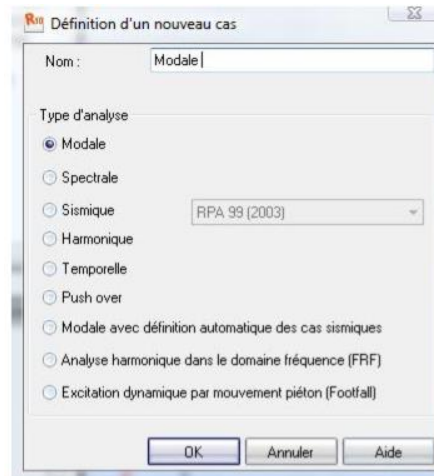 Définition d'un nouveau cas
Nom : Modale
Type d'analyse
Modale
Spectrale
Sismique RPA 99 (2003)
Harmonique
Temporelle
Push over
Modale avec définition automatique des cas sismiques
Analyse harmonique dans le domaine fréquence (FRF)
Excitation dynamique par mouvement piéton (Footfall)
OK Annuler Aide